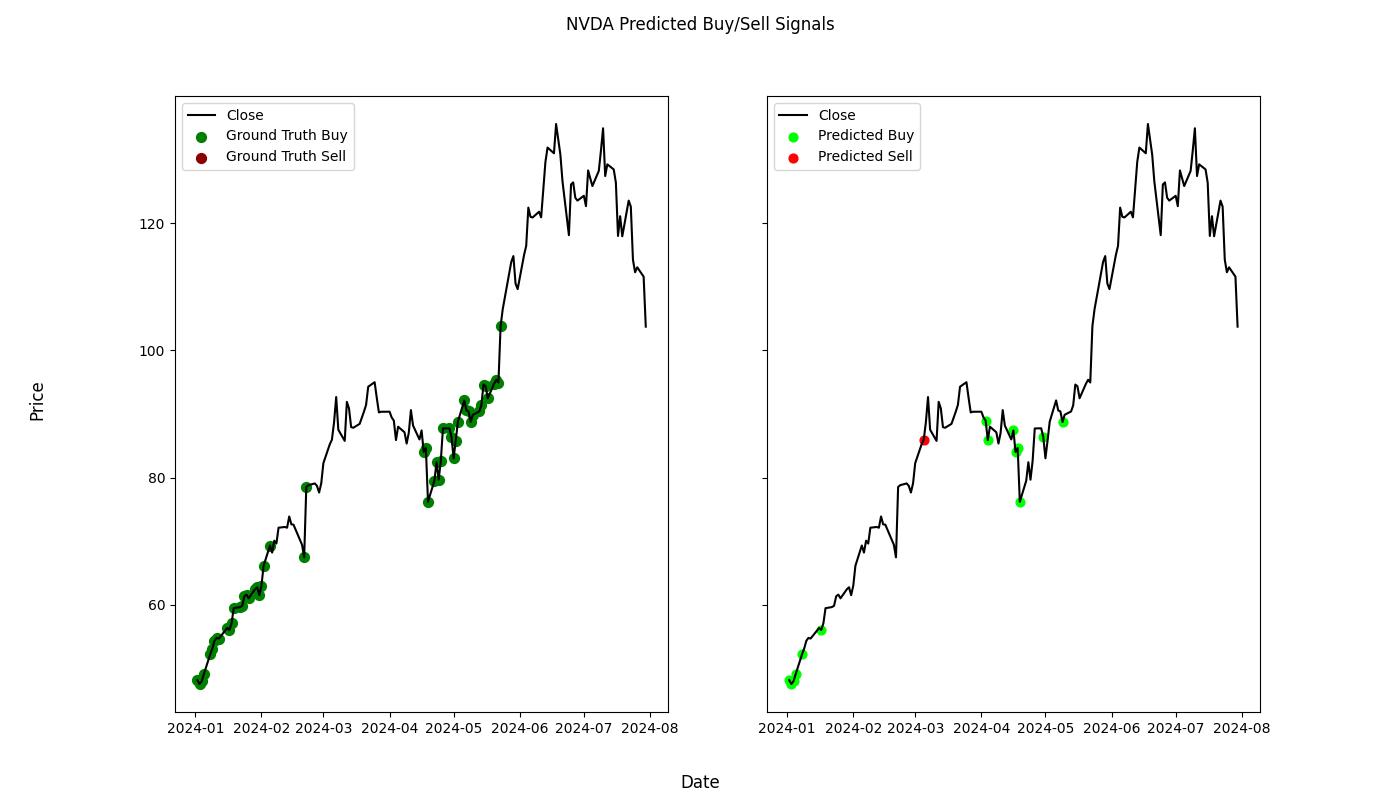 NVDA Predicted Buy/Sell Signals
Close
Ground Truth Buy
Ground Truth Sell
Close
Predicted Buy
Predicted Sell
120
100
80
60
Price
2024-01 2024-02 2024-03 2024-04 2024-05 2024-06 2024-07 2024-08
2024-01 2024-02 2024-03 2024-04 2024-05 2024-06 2024-07 2024-08
Date